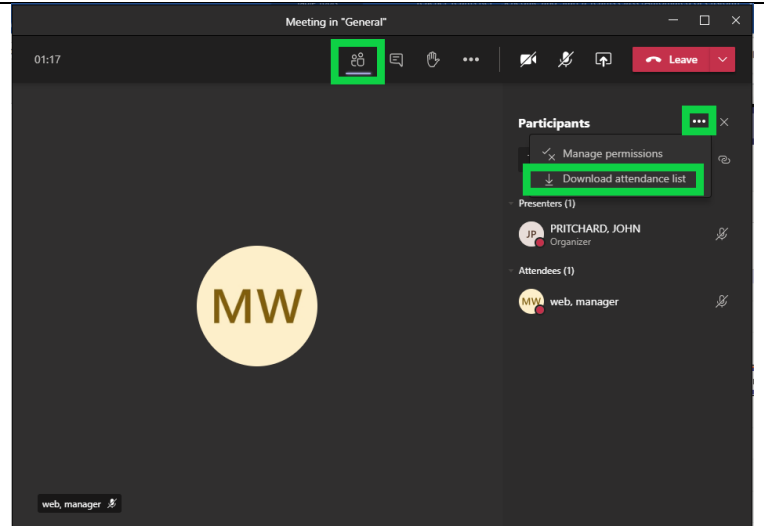 Meeting in "General"
01:17
Leave
Participants
Manage permissions
Download attendance list
Presenters (1)
JP
PRITCHARD, JOHN
Organizer
Attendees (1)
MW
web, manager
MW
web, manager